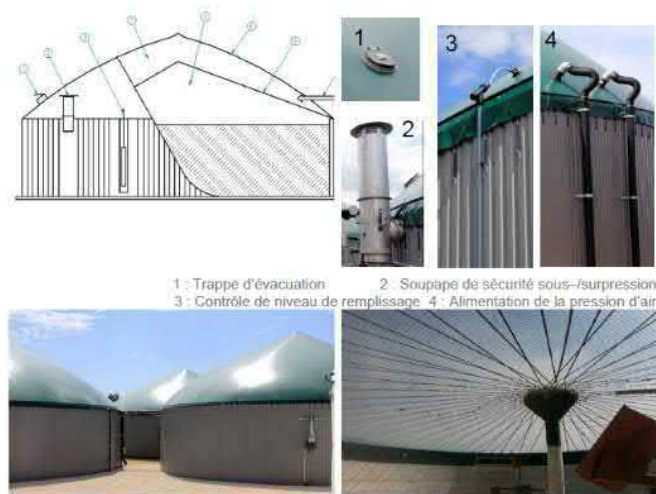 1
2
3
4
1 : Trappe d'évacuation 2 : Soupape de sécurité sous-/surpression
3 : Contrôle de niveau de remplissage 4 : Alimentation de la pression d'air